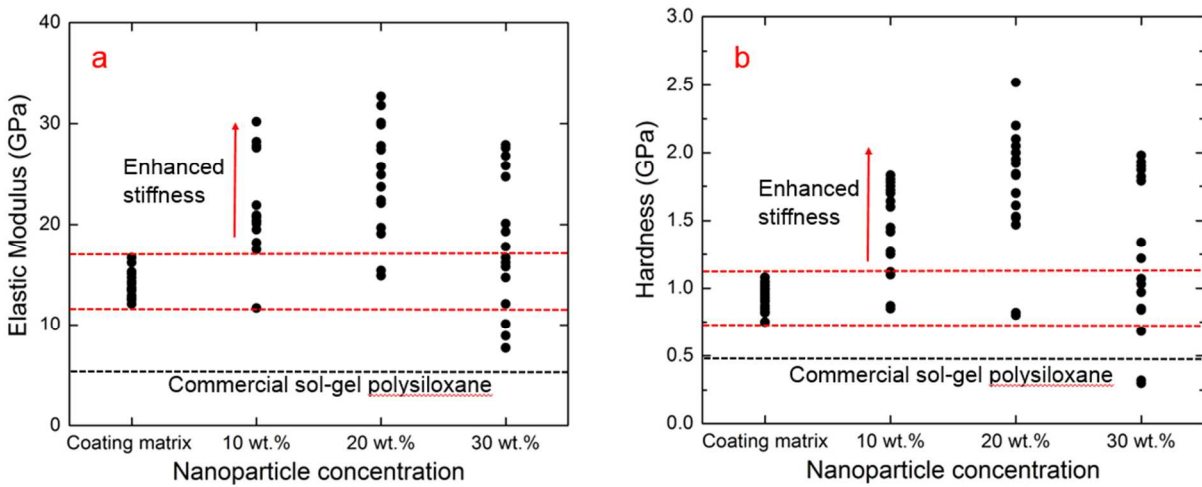 a
Elastic Modulus (GPa)
40
30
20
10
0
Enhanced
stiffness
Commercial sol-gel polysiloxane
Coating matrix 10 wt.% 20 wt.% 30 wt.%
Nanoparticle concentration
b
Hardness (GPa)
3.0
2.5
2.0
1.5
1.0
0.5
0.0
Enhanced
stiffness
Commercial sol-gel polysiloxane
Coating matrix 10 wt.% 20 wt.% 30 wt.%
Nanoparticle concentration